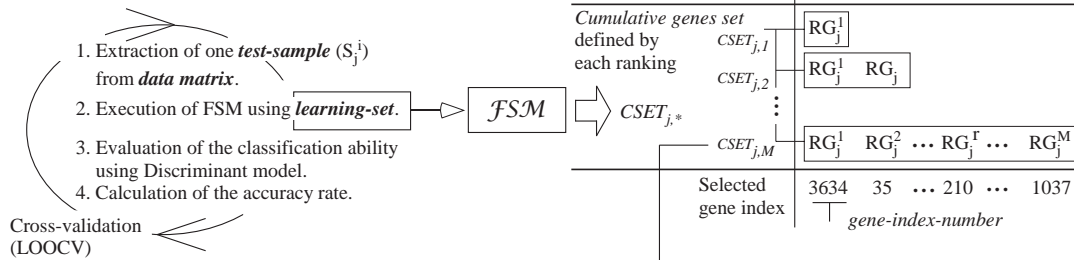 1. Extraction of one test-sample (S_j^i)
from data matrix.
2. Execution of FSM using learning-set.
3. Evaluation of the classification ability
using Discriminant model.
4. Calculation of the accuracy rate.
Cross-validation
(LOOCV)
FSM
CSET_{j,*}
Cumulative genes set
defined by
each ranking
CSET_{j,1}
RG_j^1
CSET_{j,2}
RG_j^1 RG_j
⋮
CSET_{j,M}
RG_j^1 RG_j^2 ••• RG_j^r ••• RG_j^M
Selected
gene index
3634 35 ••• 210 ••• 1037
gene-index-number